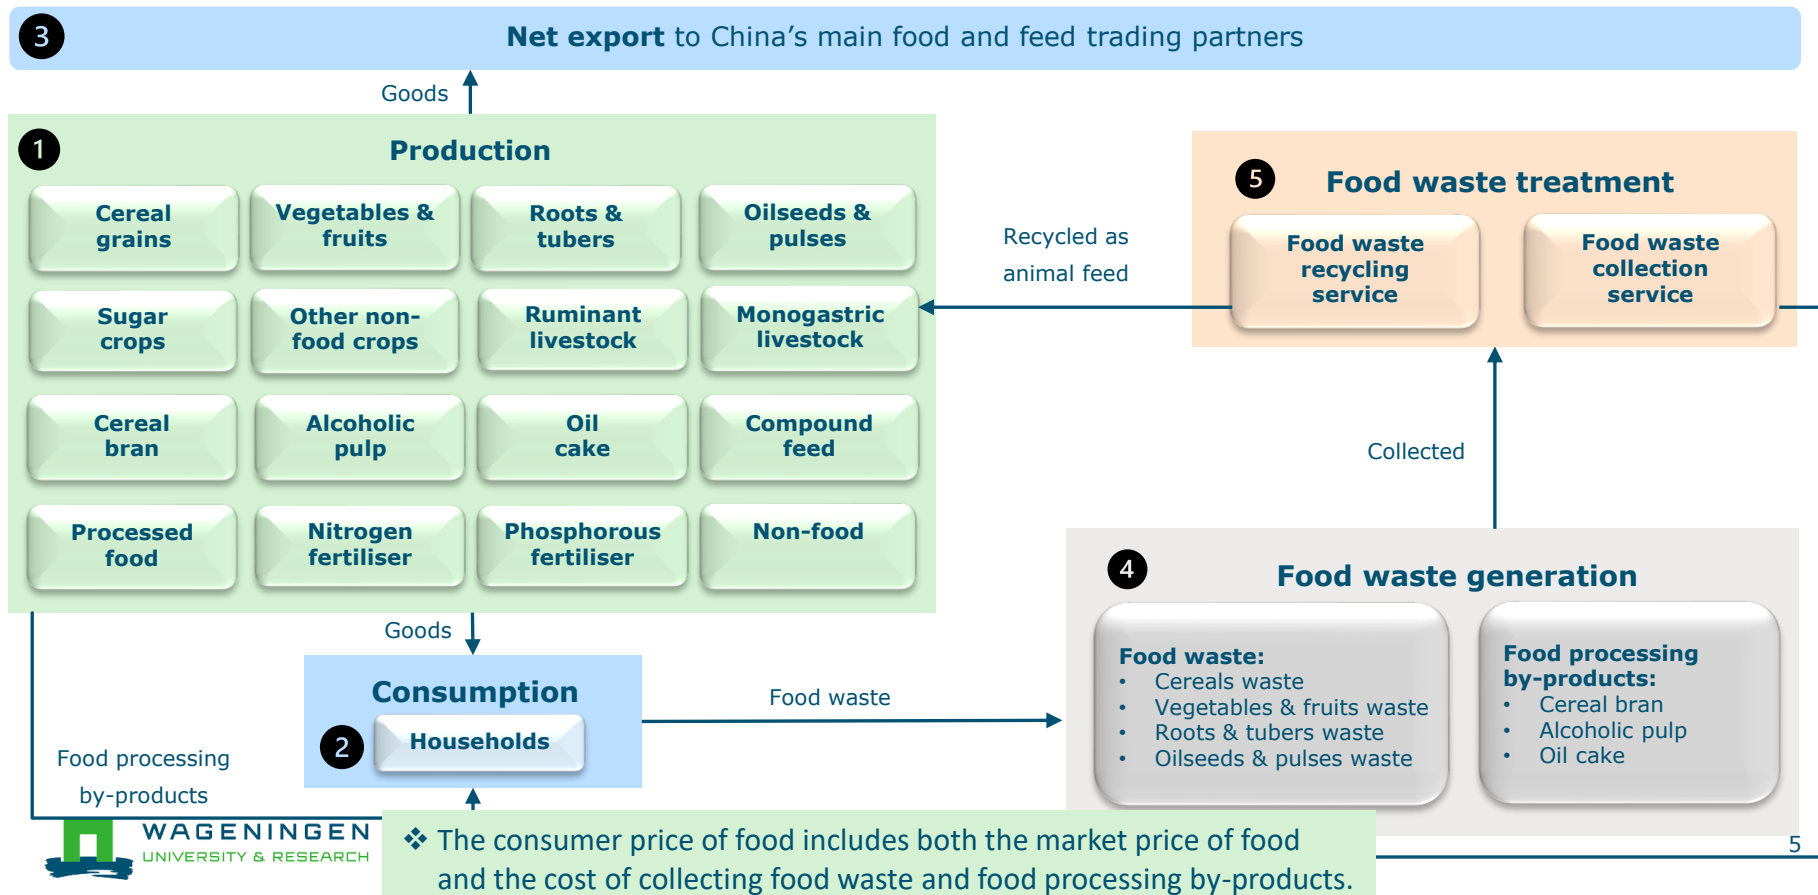 3
Net export to China's main food and feed trading partners
Goods
1
Production
Cereal
grains
Vegetables &
fruits
Roots &
tubers
Oilseeds &
pulses
Sugar
crops
Other non-
food crops
Ruminant
livestock
Monogastric
livestock
Cereal
bran
Alcoholic
pulp
Oil
cake
Compound
feed
Processed
food
Nitrogen
fertiliser
Phosphorous
fertiliser
Non-food
Recycled as
animal feed
5
Food waste treatment
Food waste
recycling
service
Food waste
collection
service
Collected
4
Food waste generation
Food waste:
• Cereals waste
• Vegetables & fruits waste
• Roots & tubers waste
• Oilseeds & pulses waste
Food processing
by-products:
• Cereal bran
• Alcoholic pulp
• Oil cake
Goods
Consumption
2
Households
Food waste
Food processing
by-products
WAGENINGEN
UNIVERSITY & RESEARCH
❖ The consumer price of food includes both the market price of food
and the cost of collecting food waste and food processing by-products.
5